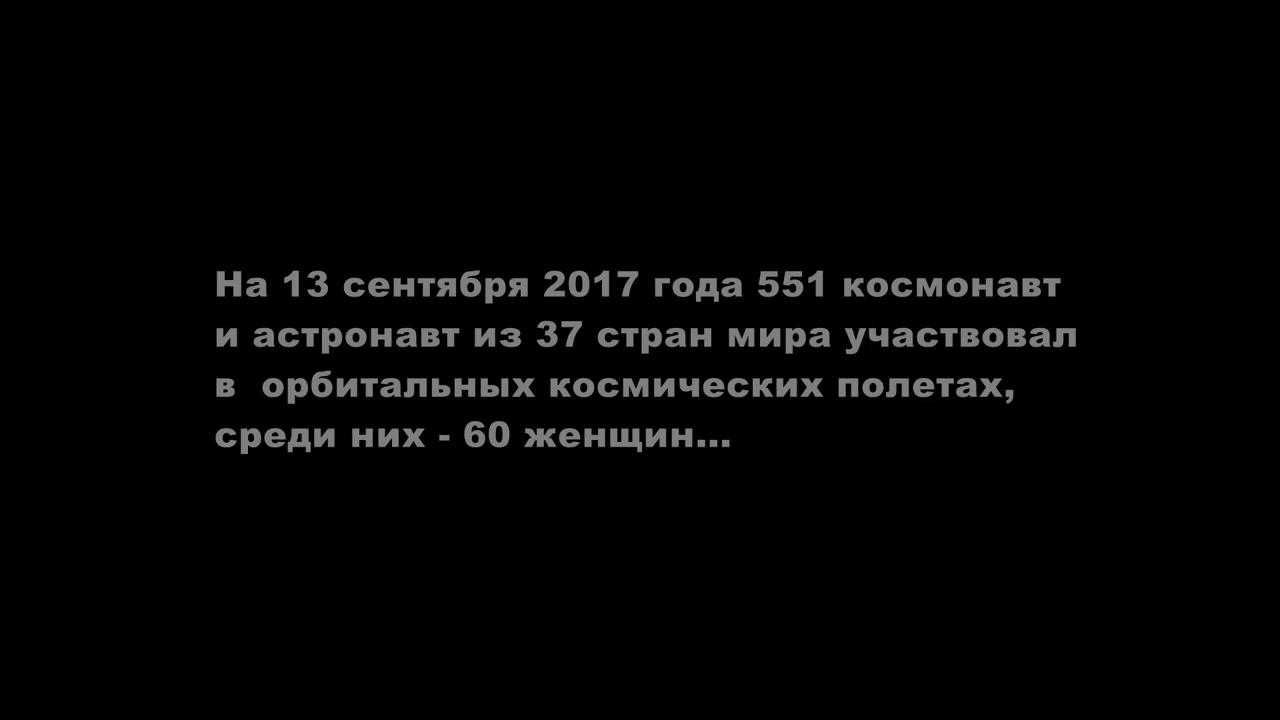 На 13 сентября 2017 года 551 космонавт
и астронавт из 37 стран мира участвовал
в  орбитальных космических полетах,
среди них - 60 женщин...